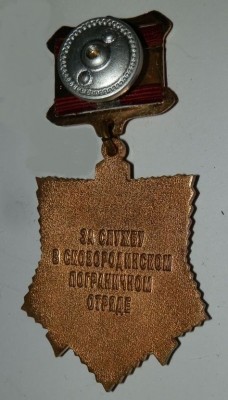 ЗА СЛУЖБУ
В СКОВОРОДИНСКОМ
ПОГРАНИЧНОМ
ОТРЯДЕ